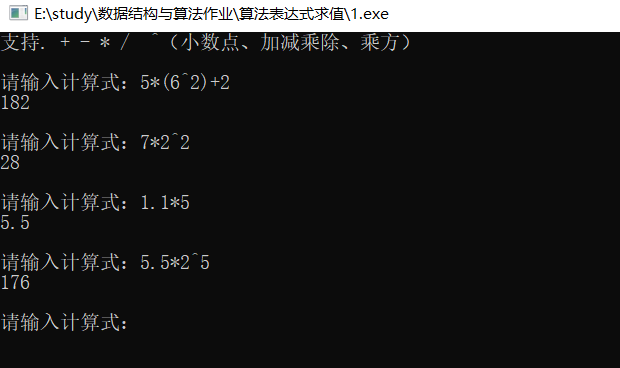 E:\study\数据结构与算法作业\算法表达式求值\1.exe
支持. + - * / ^（小数点、加减乘除、乘方）
请输入计算式：5*(6^2)+2
182
请输入计算式：7*2^2
28
请输入计算式：1.1*5
5.5
请输入计算式：5.5*2^5
176
请输入计算式：